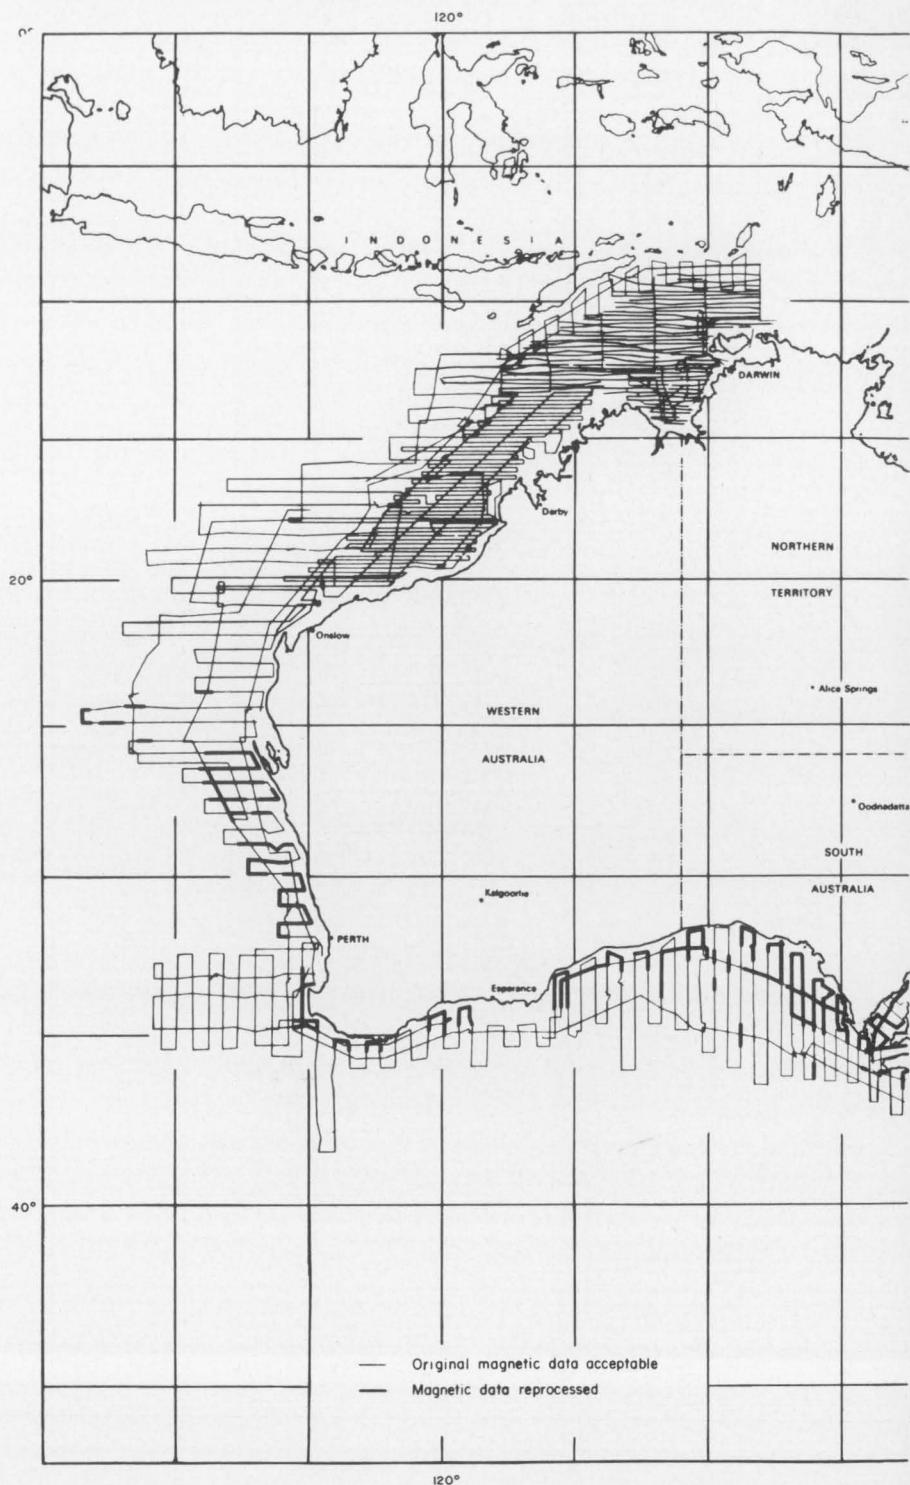 120°
0°
INDONESIA
DARWIN
Derby
NORTHERN
20°
TERRITORY
Onslow
Alice Springs
WESTERN
AUSTRALIA
Oodnadatta
SOUTH
Kalgoorlie
AUSTRALIA
PERTH
Esperance
40°
Original magnetic data acceptable
Magnetic data reprocessed
120°